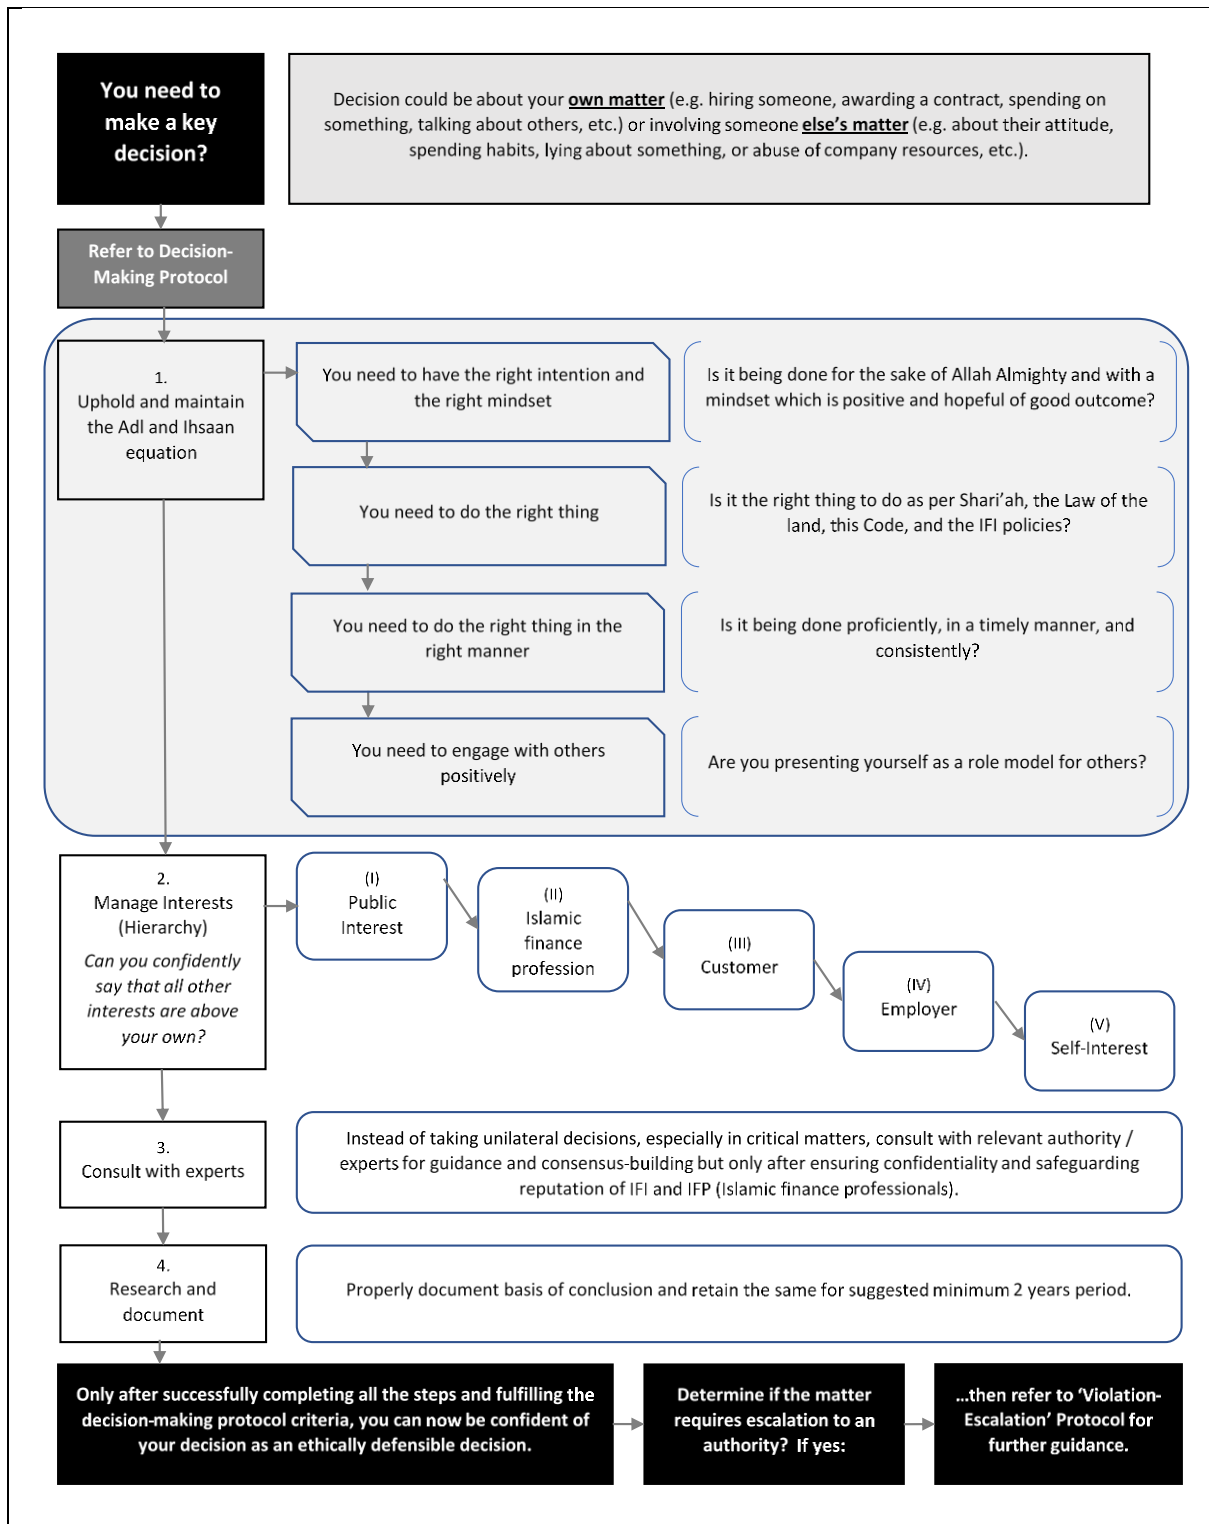 You need to
make a key
decision?
Decision could be about your own matter (e.g. hiring someone, awarding a contract, spending on
something, talking about others, etc.) or involving someone else's matter (e.g. about their attitude,
spending habits, lying about something, or abuse of company resources, etc.).
Refer to Decision-
Making Protocol
1.
Uphold and maintain
the Adl and Ihsaan
equation
You need to have the right intention and
the right mindset
Is it being done for the sake of Allah Almighty and with a
mindset which is positive and hopeful of good outcome?
You need to do the right thing
Is it the right thing to do as per Shari’ah, the Law of the
land, this Code, and the IFI policies?
You need to do the right thing in the
right manner
Is it being done proficiently, in a timely manner, and
consistently?
You need to engage with others
positively
Are you presenting yourself as a role model for others?
2.
Manage Interests
(Hierarchy)
Can you confidently
say that all other
interests are above
your own?
(I)
Public
Interest
(II)
Islamic
finance
profession
(III)
Customer
(IV)
Employer
(V)
Self-Interest
3.
Consult with experts
Instead of taking unilateral decisions, especially in critical matters, consult with relevant authority /
experts for guidance and consensus-building but only after ensuring confidentiality and safeguarding
reputation of IFI and IFP (Islamic finance professionals).
4.
Research and
document
Properly document basis of conclusion and retain the same for suggested minimum 2 years period.
Only after successfully completing all the steps and fulfilling the
decision-making protocol criteria, you can now be confident of
your decision as an ethically defensible decision.
Determine if the matter
requires escalation to an
authority? If yes:
…then refer to ‘Violation-
Escalation’ Protocol for
further guidance.